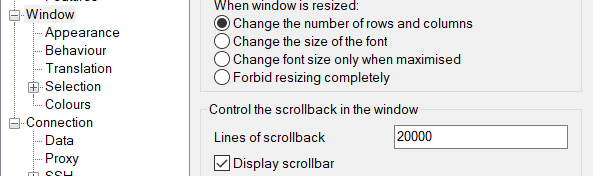 Features
Window
Appearance
Behaviour
Translation
Selection
Colours
Connection
Data
Proxy
SSH
When window is resized:
Change the number of rows and columns
Change the size of the font
Change font size only when maximised
Forbid resizing completely
Control the scrollback in the window
Lines of scrollback
20000
Display scrollbar